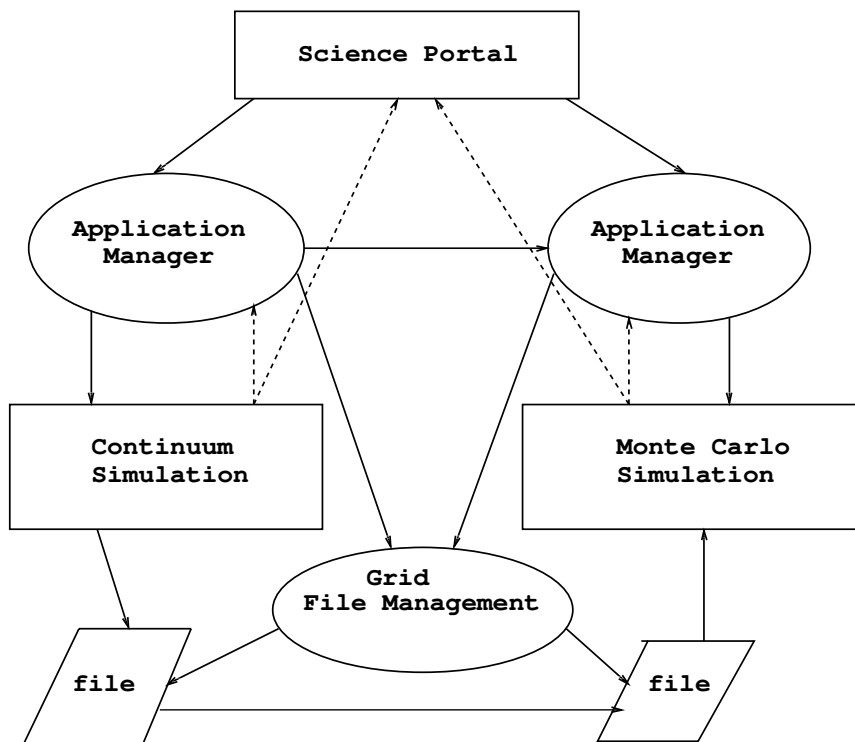 Science Portal
Application
Manager
Application
Manager
Continuum
Simulation
Monte Carlo
Simulation
Grid
File Management
file
file